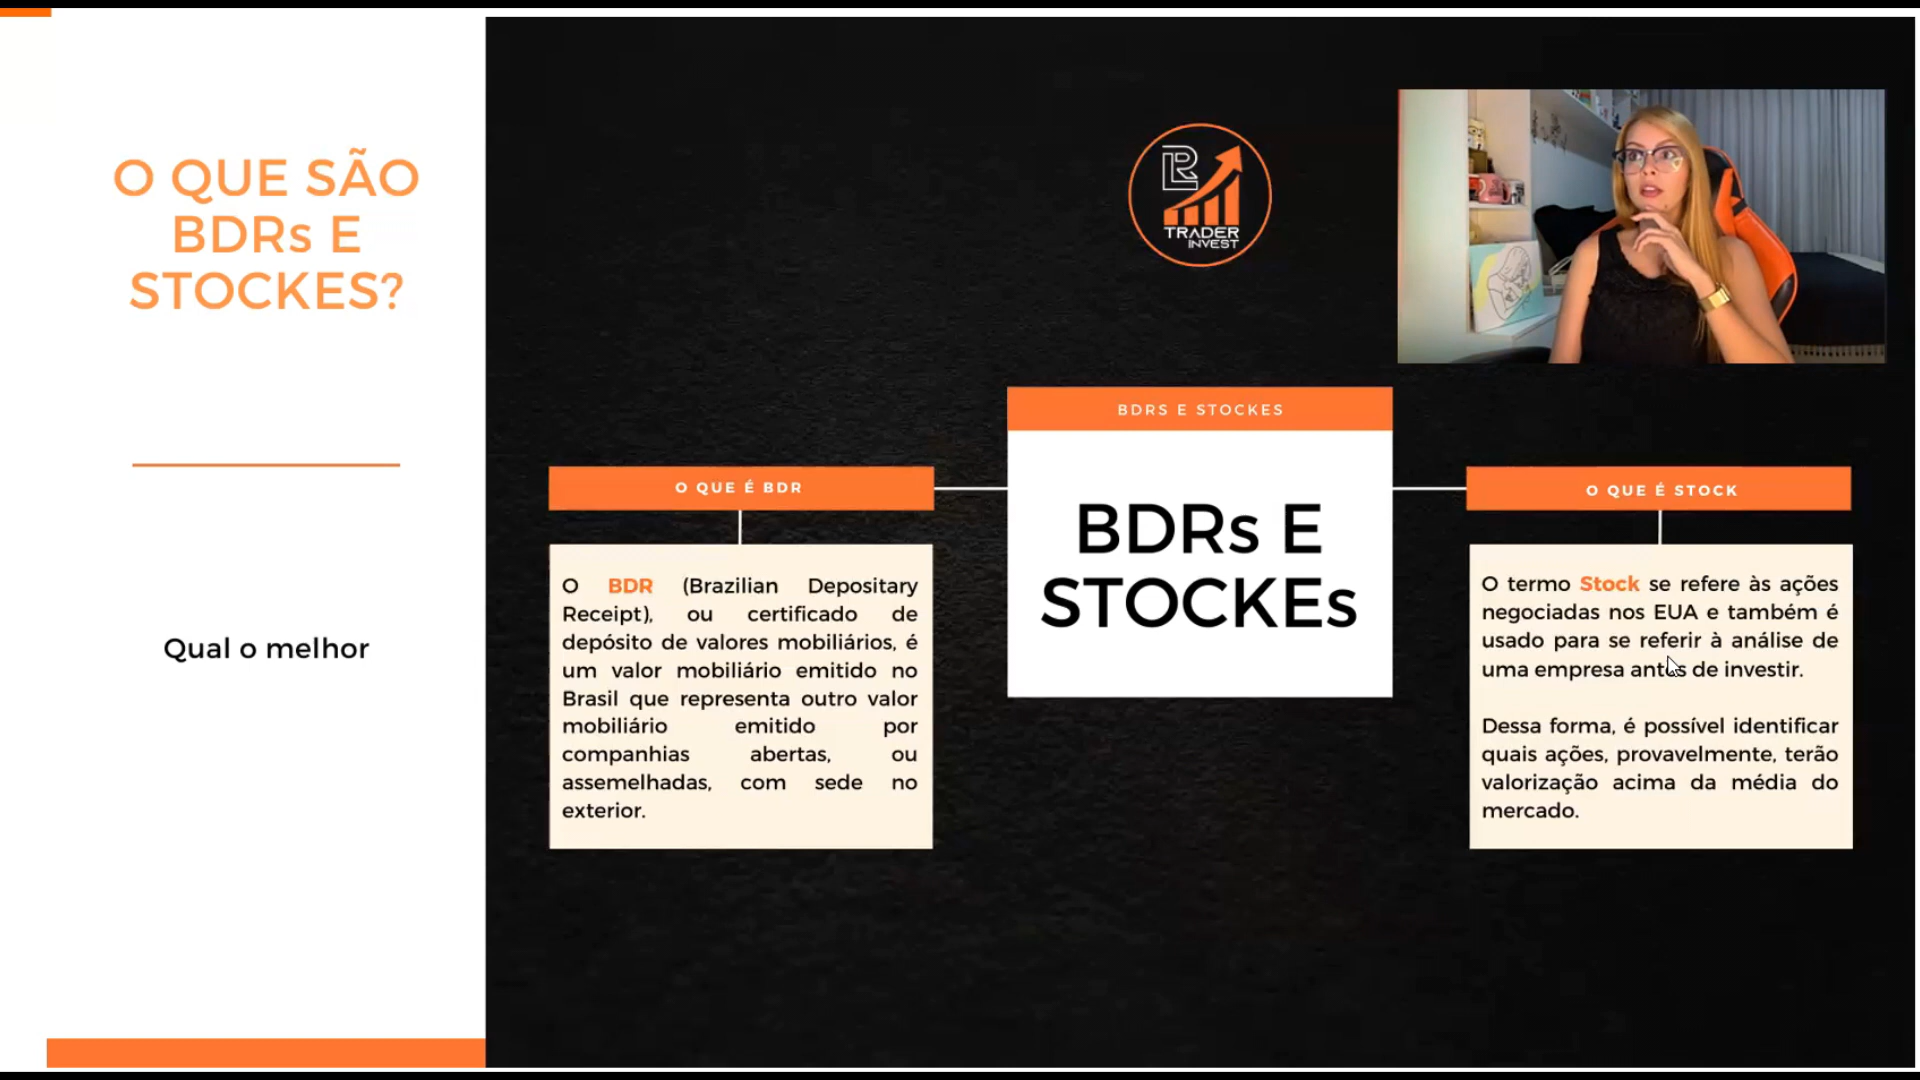 O QUE SÃO
BDRs E
STOCKES?
Qual o melhor
LR
TRADER
INVEST
BDRS E STOCKES
BDRs E
STOCKEs
O QUE É BDR
O BDR (Brazilian Depositary
Receipt), ou certificado de
depósito de valores mobiliários, é
um valor mobiliário emitido no
Brasil que representa outro valor
mobiliário emitido por
companhias abertas, ou
assemelhadas, com sede no
exterior.
O QUE É STOCK
O termo Stock se refere às ações
negociadas nos EUA e também é
usado para se referir à análise de
uma empresa antes de investir.
Dessa forma, é possível identificar
quais ações, provavelmente, terão
valorização acima da média do
mercado.